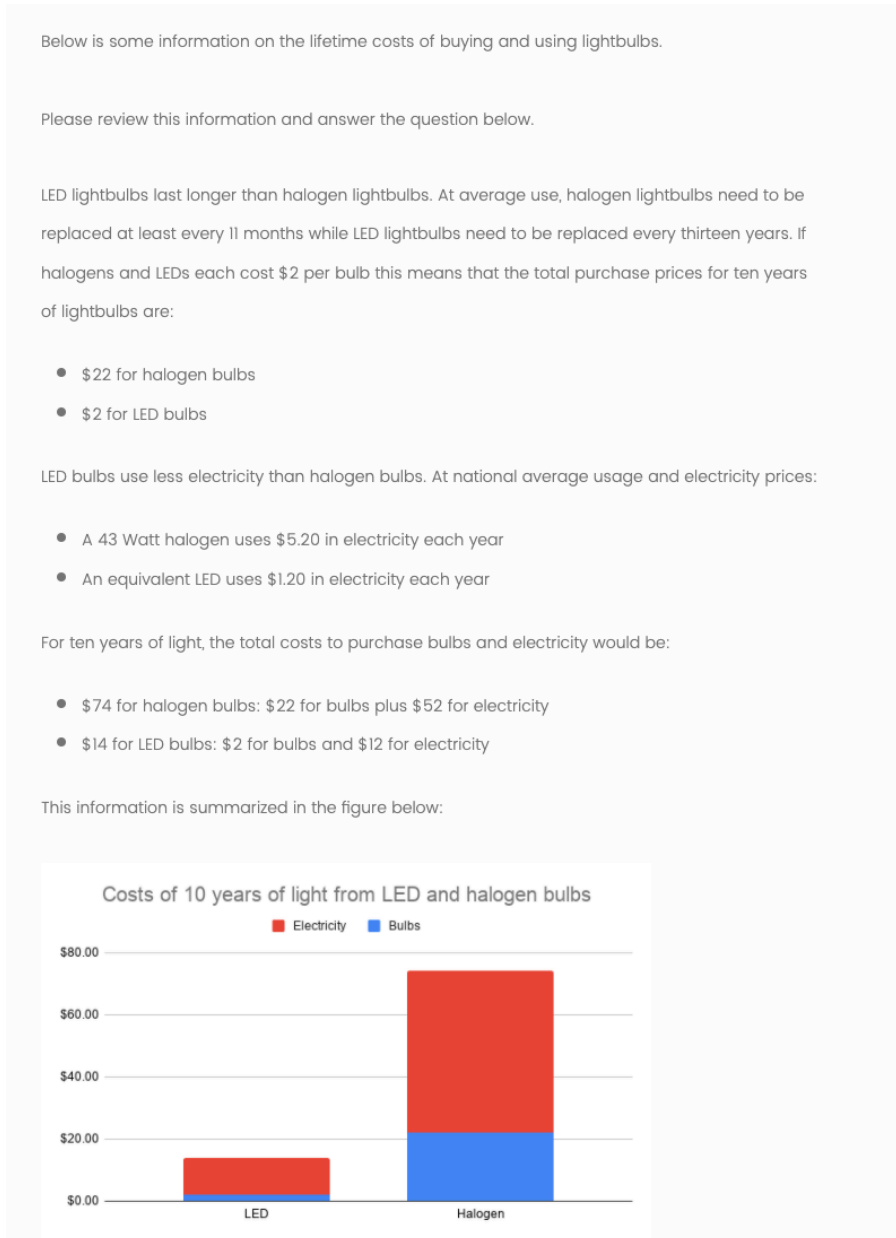 Below is some information on the lifetime costs of buying and using lightbulbs.
Please review this information and answer the question below.
LED lightbulbs last longer than halogen lightbulbs. At average use, halogen lightbulbs need to be
replaced at least every 11 months while LED lightbulbs need to be replaced every thirteen years. If
halogens and LEDs each cost $2 per bulb this means that the total purchase prices for ten years
of lightbulbs are:
• $22 for halogen bulbs
• $2 for LED bulbs
LED bulbs use less electricity than halogen bulbs. At national average usage and electricity prices:
• A 43 Watt halogen uses $5.20 in electricity each year
• An equivalent LED uses $1.20 in electricity each year
For ten years of light, the total costs to purchase bulbs and electricity would be:
• $74 for halogen bulbs: $22 for bulbs plus $52 for electricity
• $14 for LED bulbs: $2 for bulbs and $12 for electricity
This information is summarized in the figure below:
Costs of 10 years of light from LED and halogen bulbs
Electricity Bulbs
$80.00
$60.00
$40.00
$20.00
$0.00
LED Halogen